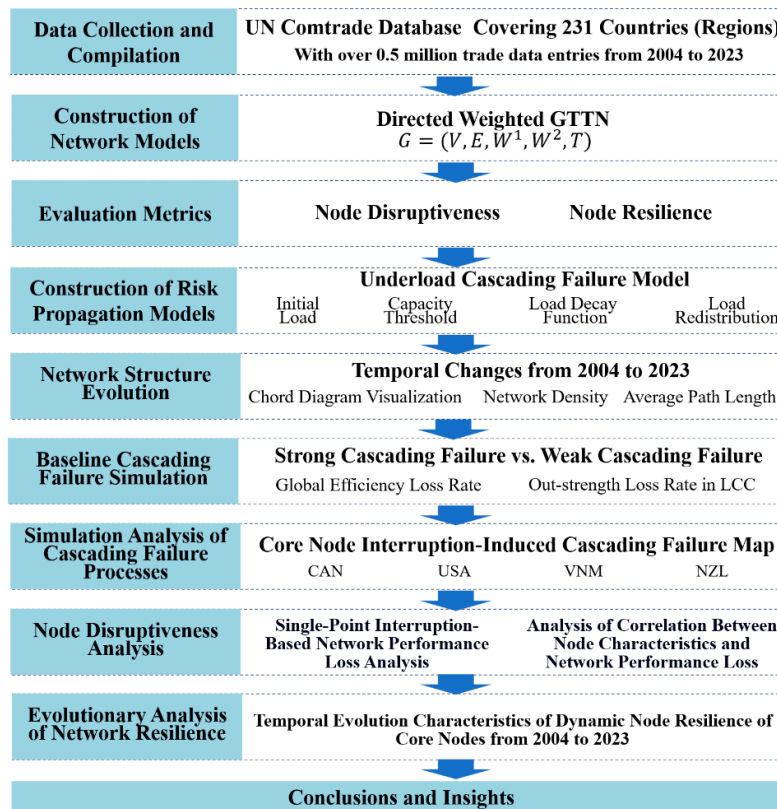 Data Collection and
Compilation
UN Comtrade Database Covering 231 Countries (Regions)
With over 0.5 million trade data entries from 2004 to 2023
Construction of
Network Models
Directed Weighted GTTN
G = (V, E, W¹, W², T)
Evaluation Metrics
Node Disruptiveness Node Resilience
Construction of Risk
Propagation Models
Underload Cascading Failure Model
Initial
Load
Capacity
Threshold
Load Decay
Function
Load
Redistribution
Network Structure
Evolution
Temporal Changes from 2004 to 2023
Chord Diagram Visualization Network Density Average Path Length
Baseline Cascading
Failure Simulation
Strong Cascading Failure vs. Weak Cascading Failure
Global Efficiency Loss Rate Out-strength Loss Rate in LCC
Simulation Analysis of
Cascading Failure
Processes
Core Node Interruption-Induced Cascading Failure Map
CAN USA VNM NZL
Node Disruptiveness
Analysis
Single-Point Interruption-
Based Network Performance
Loss Analysis
Analysis of Correlation Between
Node Characteristics and
Network Performance Loss
Evolutionary Analysis
of Network Resilience
Temporal Evolution Characteristics of Dynamic Node Resilience of
Core Nodes from 2004 to 2023
Conclusions and Insights